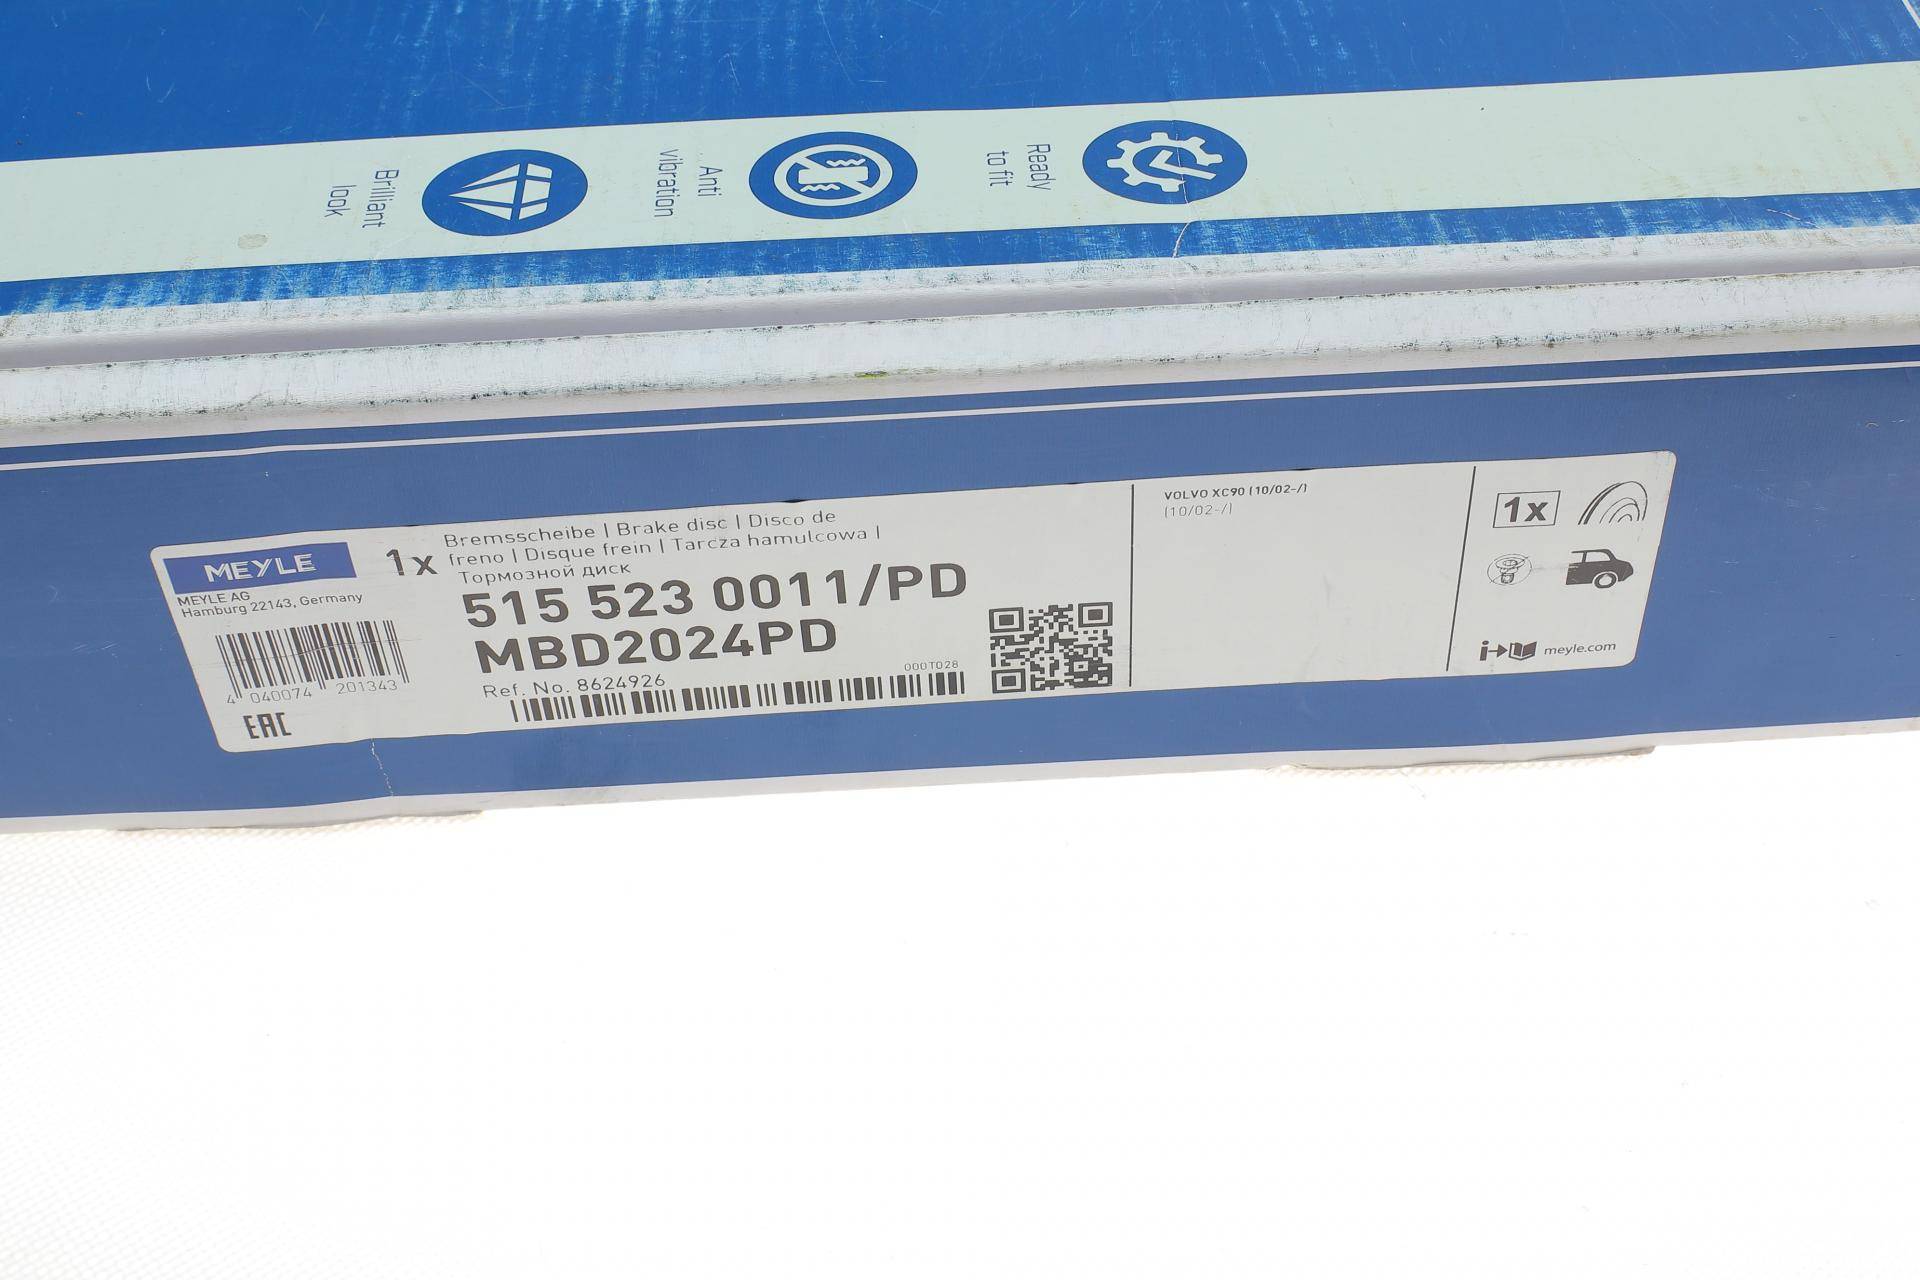 Brilliant
look
Anti
vibration
Ready
to fit
MEYLE
MEYLE AG
Hamburg 22143, Germany
4 040074 201343
EAC
1x
Bremsscheibe | Brake disc | Disco de
freno | Disque frein | Tarcza hamulcowa |
Тормозной диск
515 523 0011/PD
MBD2024PD
000T028
Ref. No. 8624926
VOLVO XC90 (10/02-/)
(10/02-/)
1x
i meyle.com